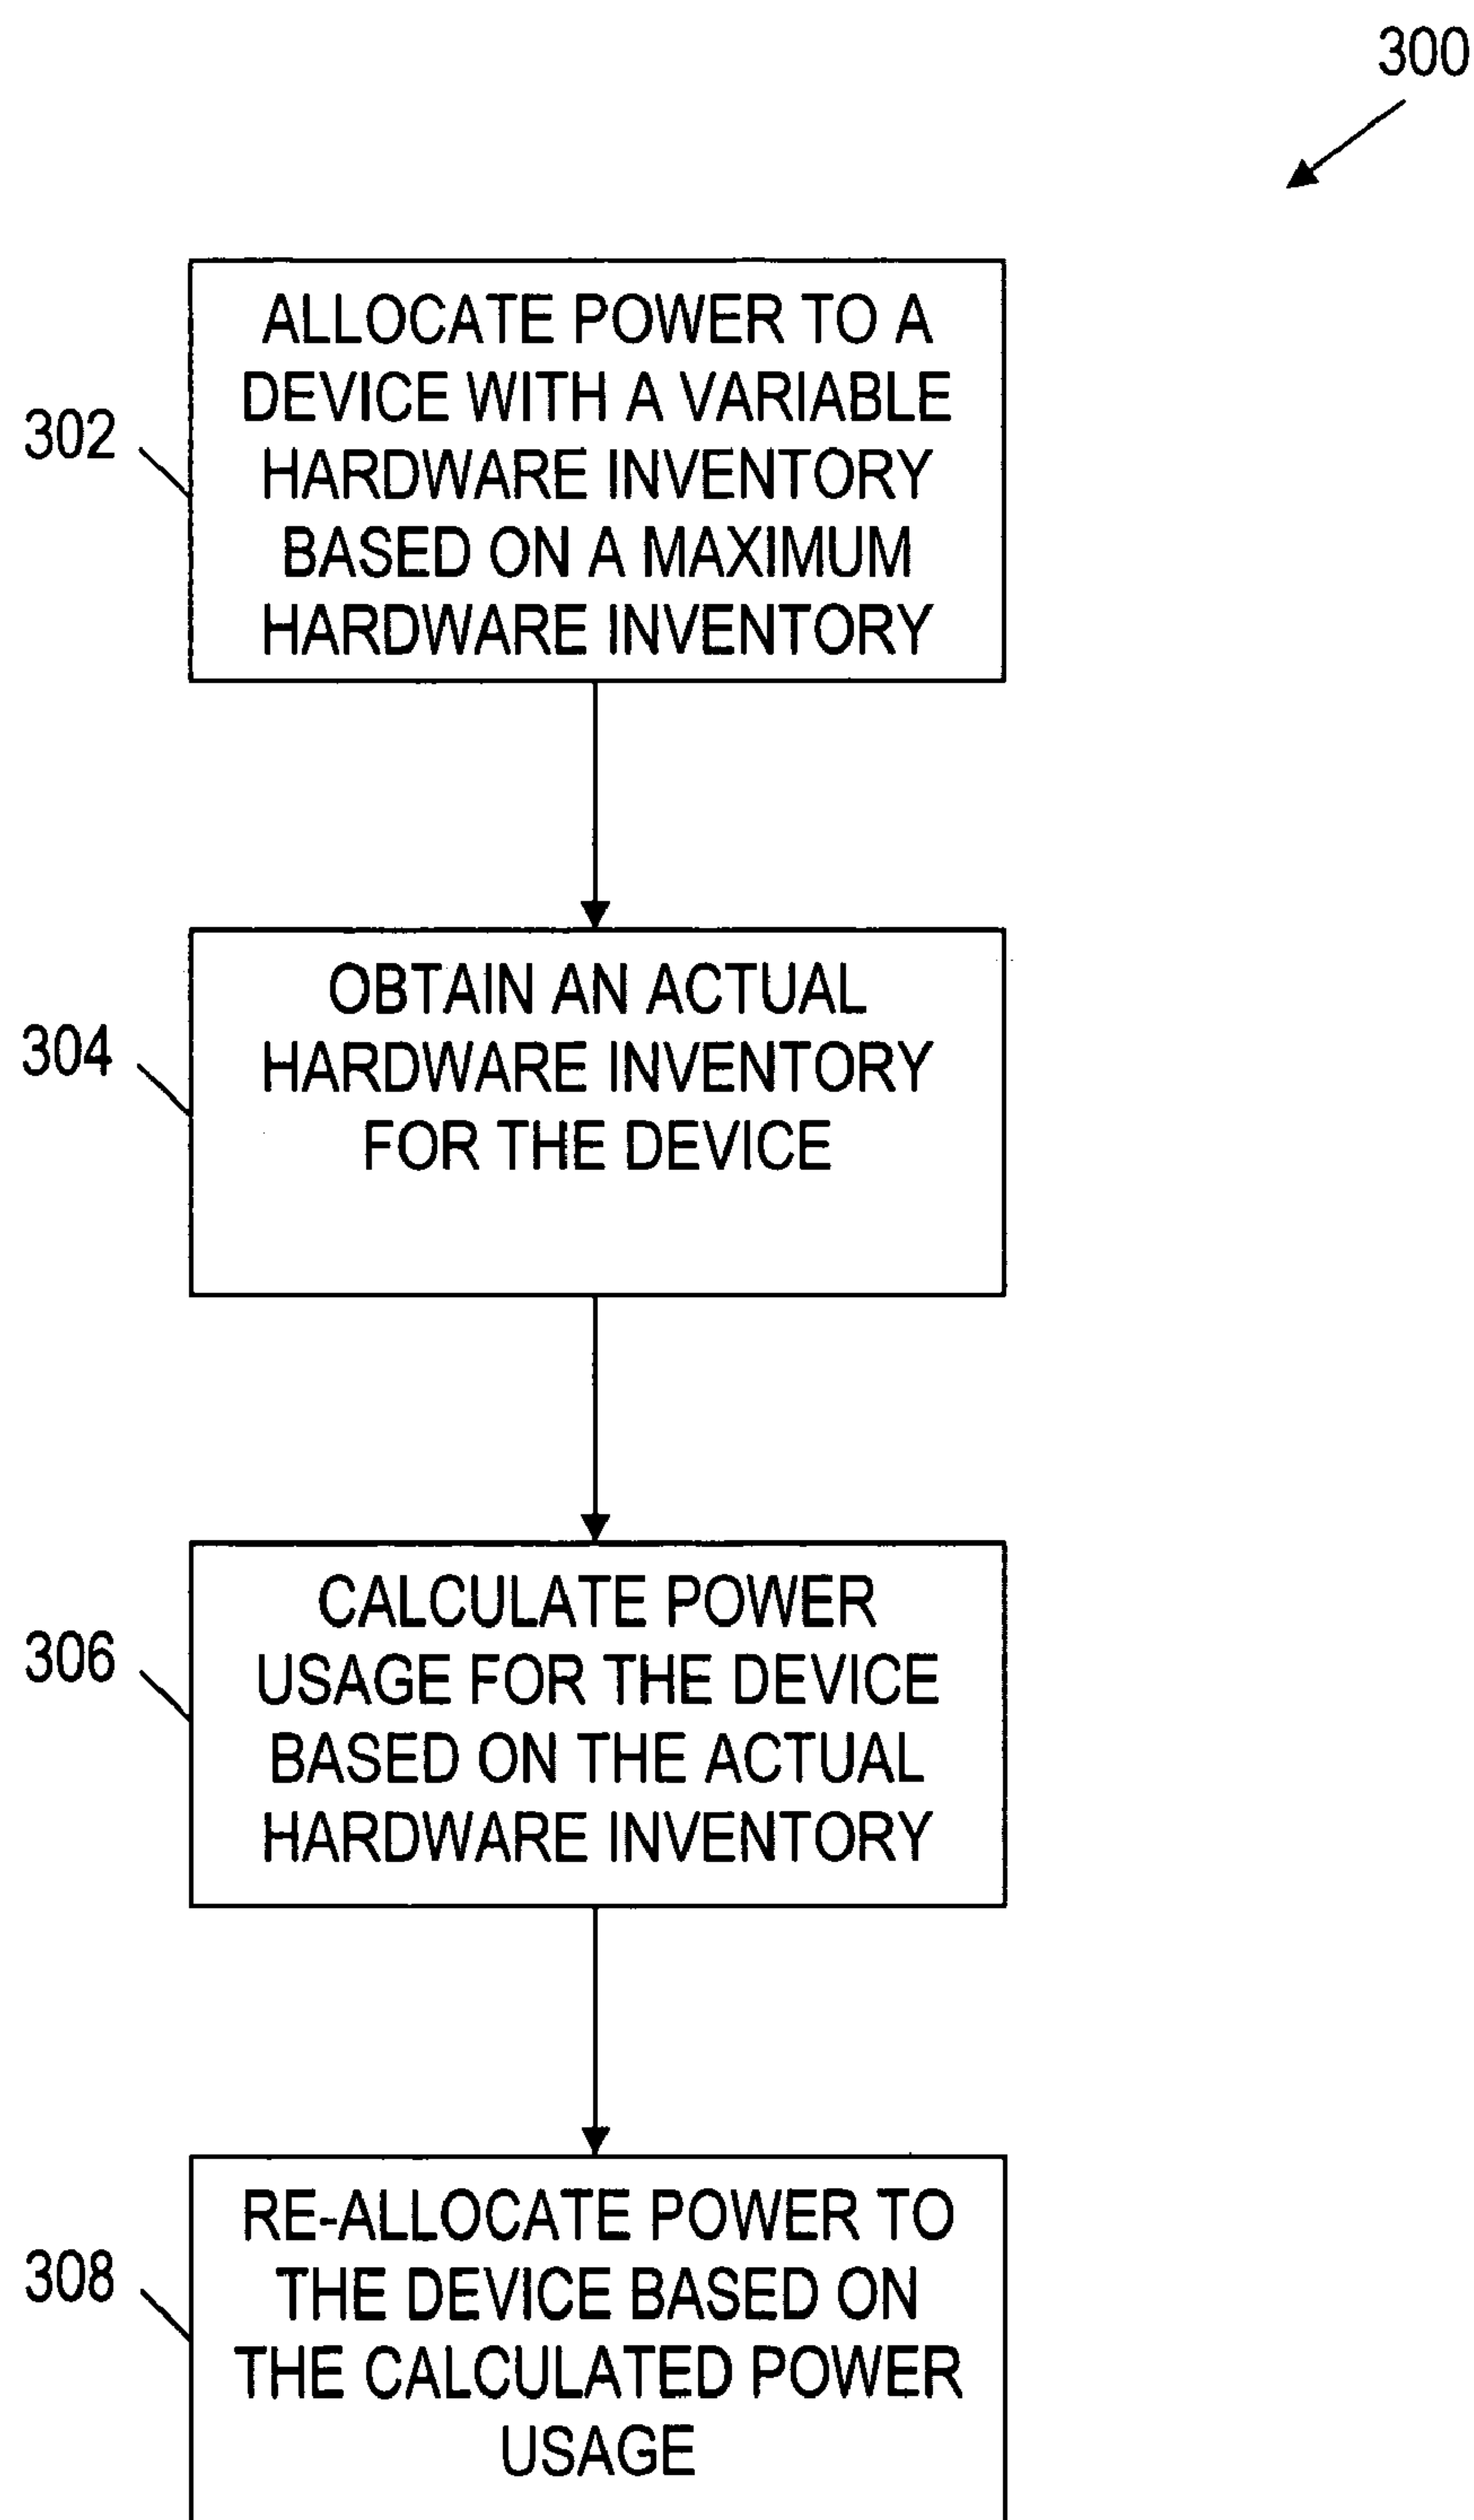 300
ALLOCATE POWER TO A
DEVICE WITH A VARIABLE
HARDWARE INVENTORY
BASED ON A MAXIMUM
HARDWARE INVENTORY
302
OBTAIN AN ACTUAL
HARDWARE INVENTORY
FOR THE DEVICE
304
CALCULATE POWER
USAGE FOR THE DEVICE
BASED ON THE ACTUAL
HARDWARE INVENTORY
306
RE-ALLOCATE POWER TO
THE DEVICE BASED ON
THE CALCULATED POWER
USAGE
308